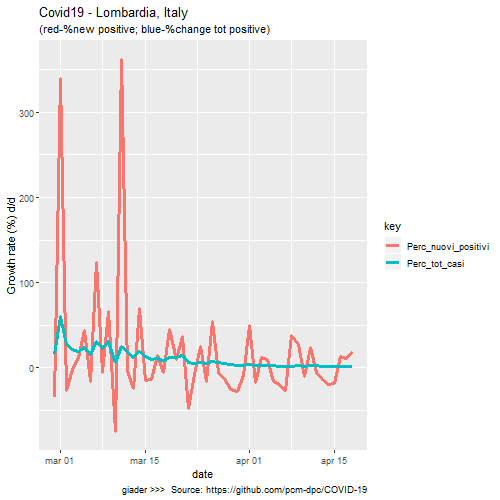 Covid19 - Lombardia, Italy
(red-%new positive; blue-%change tot positive)
Growth rate (%) d/d
300
200
100
0
mar 01
mar 15
apr 01
apr 15
date
key
Perc_nuovi_positivi
Perc_tot_casi
giader >>> Source: https://github.com/pcm-dpc/COVID-19